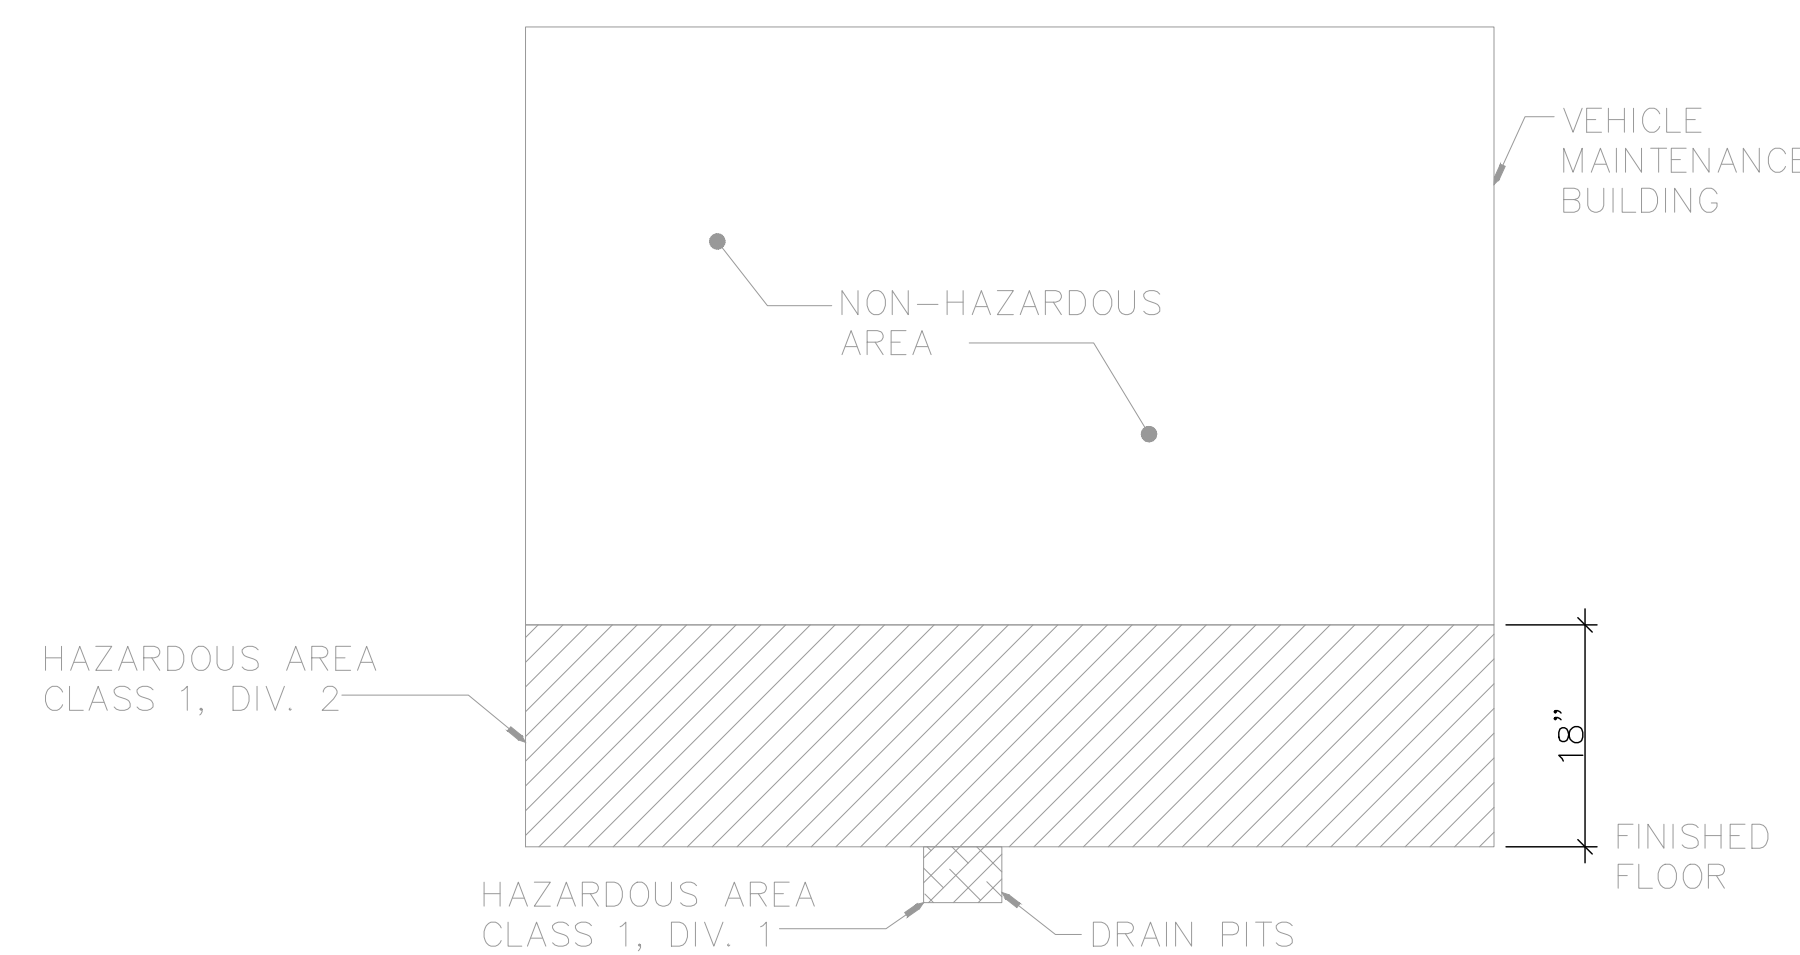 VEHICLE
MAINTENANCE
BUILDING
NON-HAZARDOUS
AREA
HAZARDOUS AREA
CLASS 1, DIV. 2
18"
FINISHED
FLOOR
HAZARDOUS AREA
CLASS 1, DIV. 1
DRAIN PITS